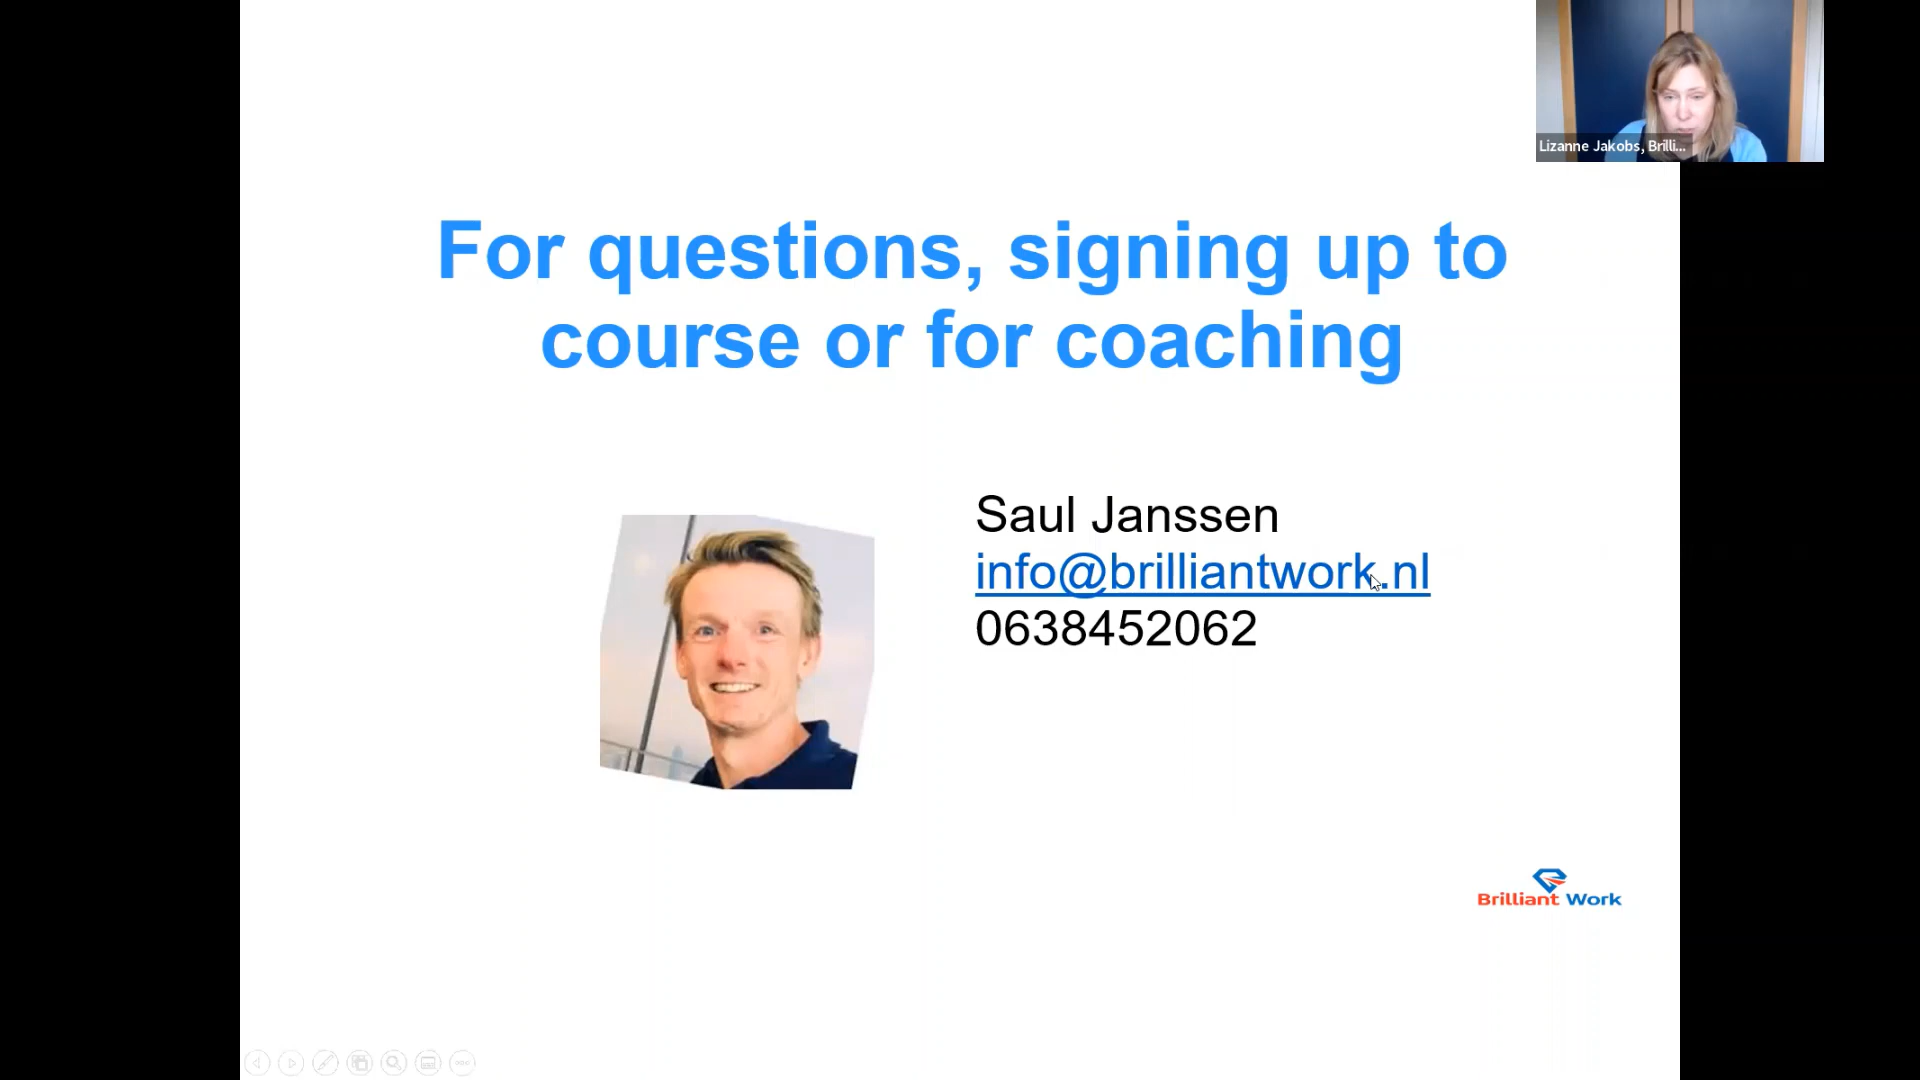 Lizanne Jakobs, Brilli...
For questions, signing up to
course or for coaching
Saul Janssen
info@brilliantwork.nl
0638452062
Brilliant Work